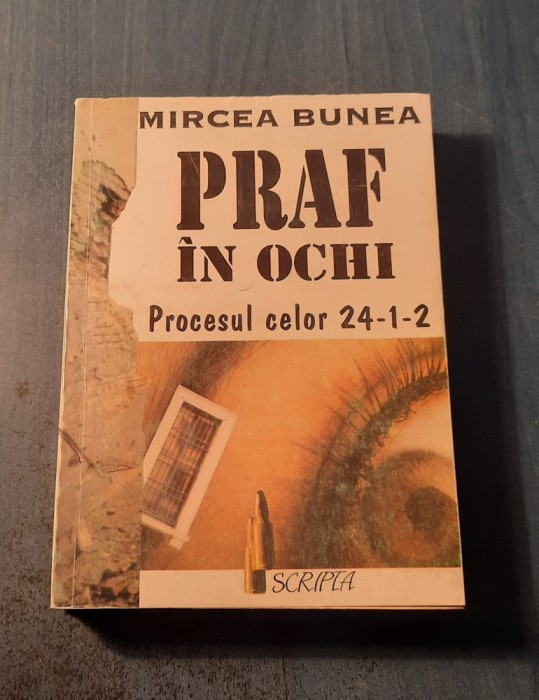 MIRCEA BUNEA
PRAF
ÎN OCHI
Procesul celor 24-1-2
SCRIPTA